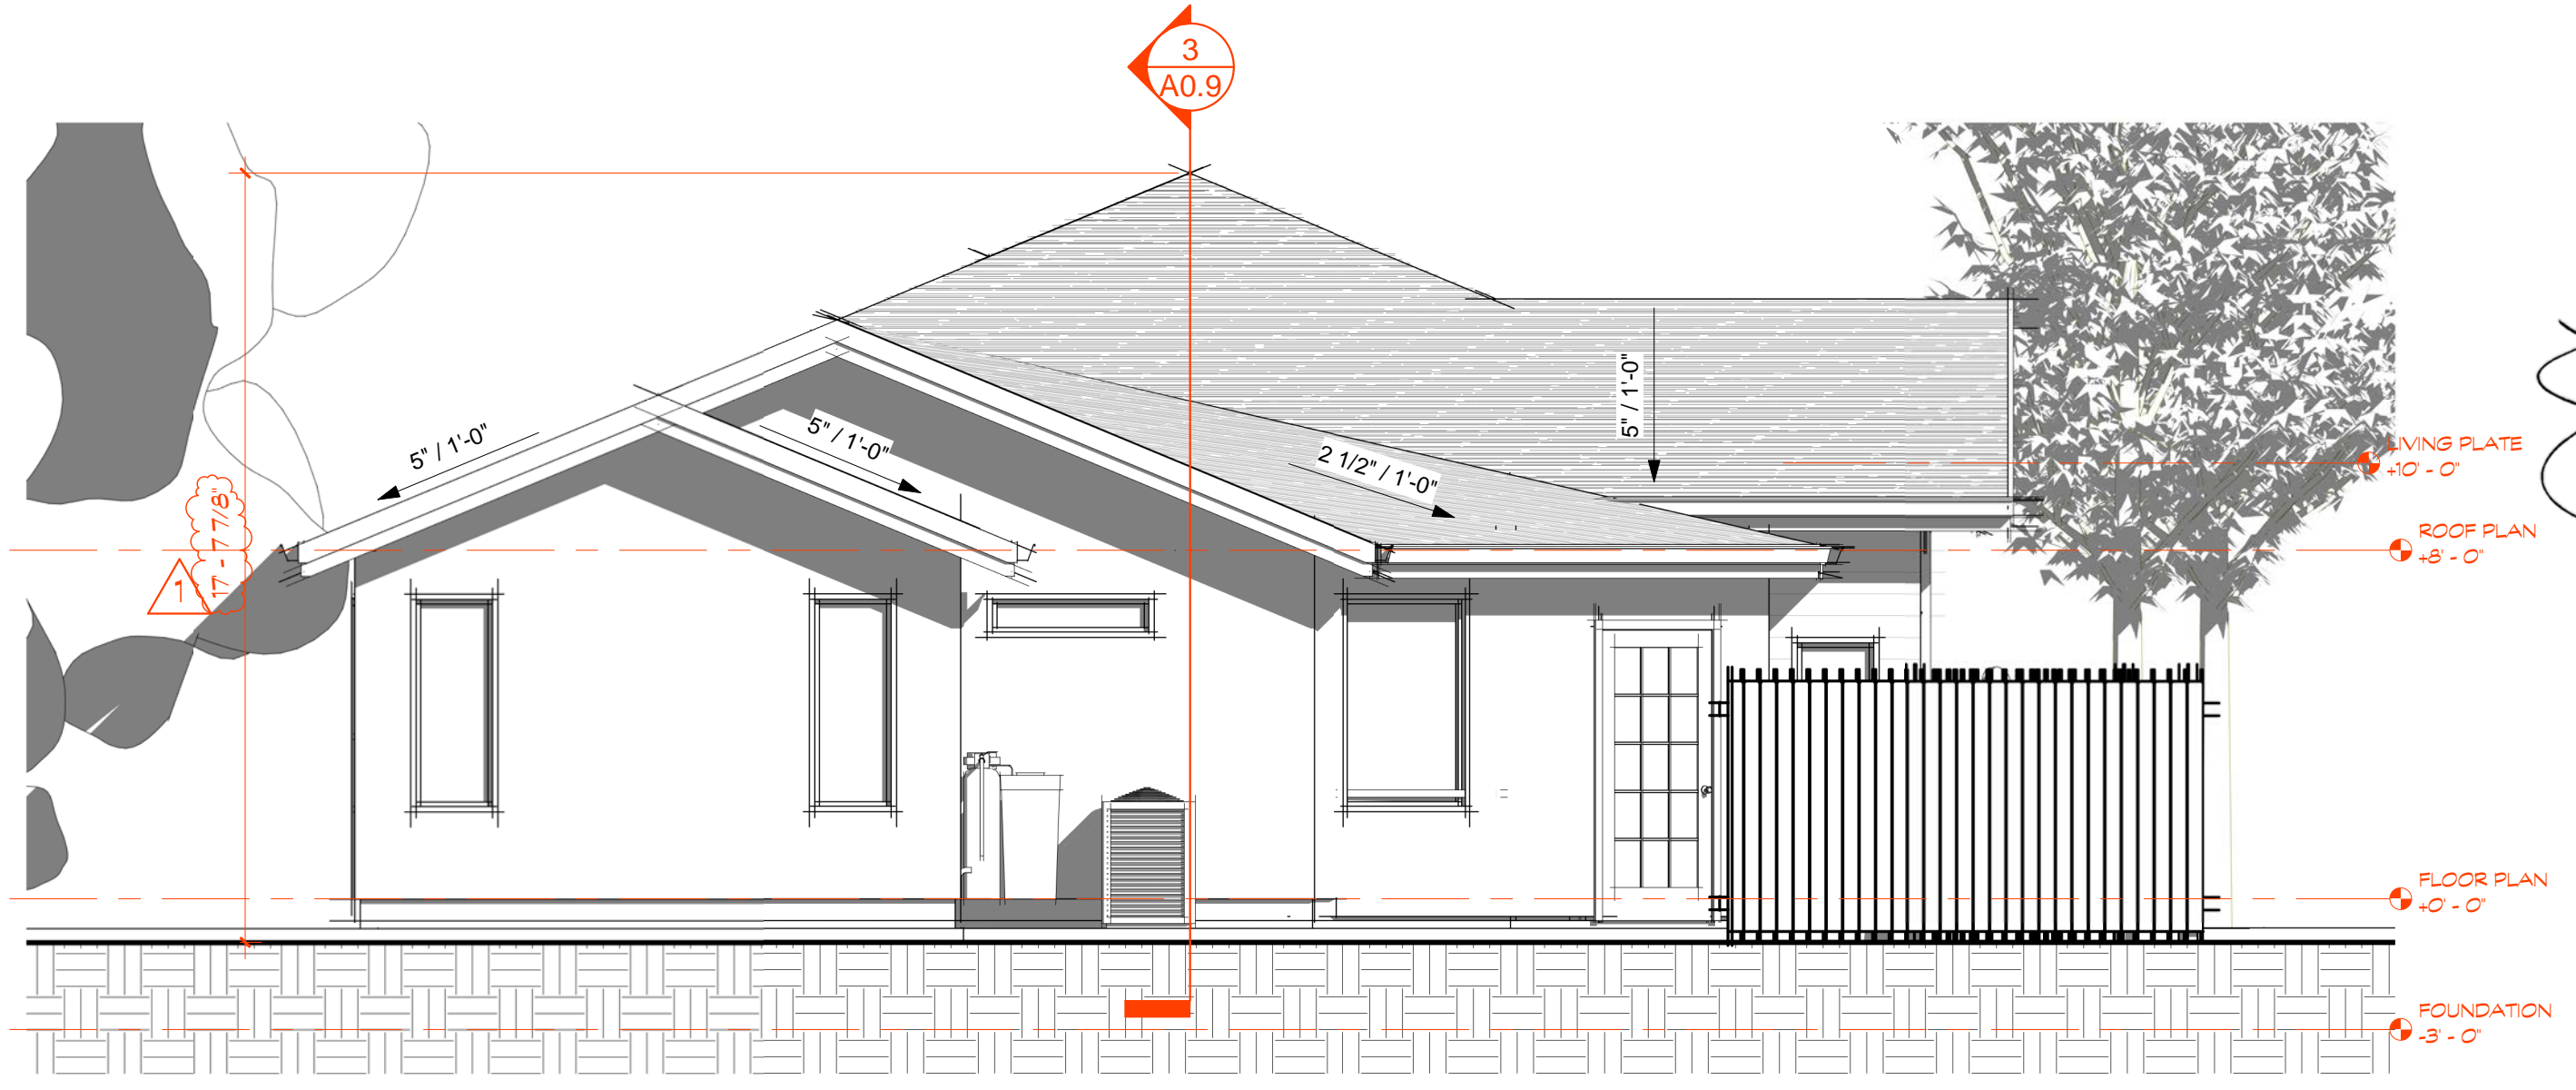 3
A0.9
5" / 1'-0"
5" / 1'-0"
2 1/2" / 1'-0"
5" / 1'-0"
17' - 7 7/8"
1
LIVING PLATE
+10' - 0"
ROOF PLAN
+8' - 0"
FLOOR PLAN
+0' - 0"
FOUNDATION
-3' - 0"